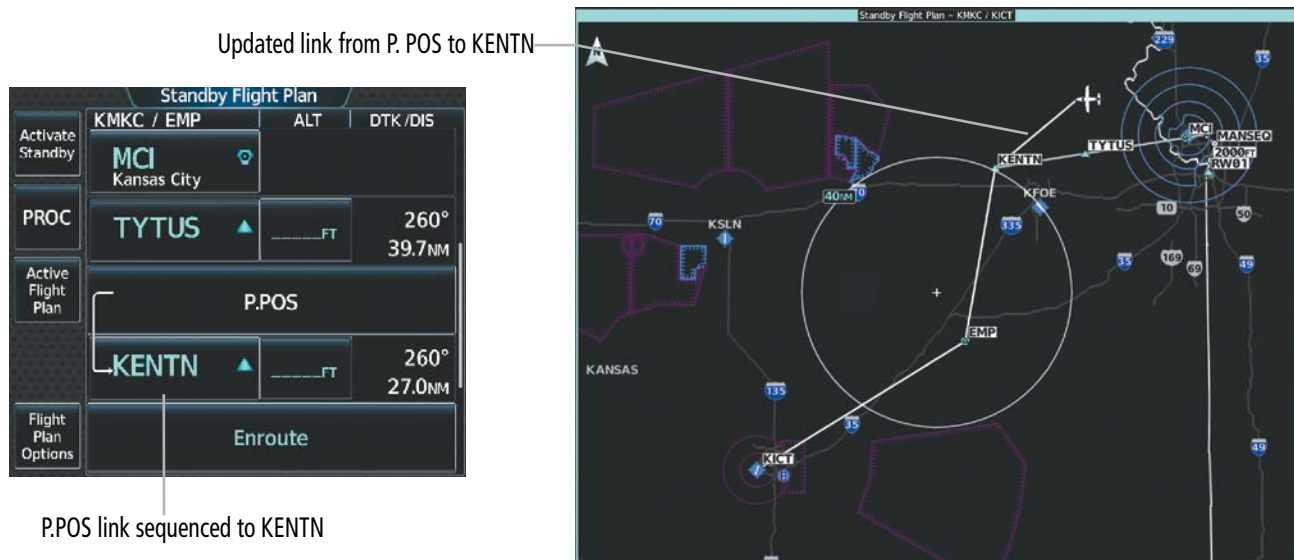 Updated link from P. POS to KENTN
Standby Flight Plan
KMKC / EMP ALT DTK/DIS
Activate Standby
MCI
Kansas City
PROC
TYTUS _____FT 260° 39.7NM
Active Flight Plan
P.POS
KENTN _____FT 260° 27.0NM
Flight Plan Options
Enroute
P.POS link sequenced to KENTN
Standby Flight Plan – KMKC / KICT
N
229
35
MCI
MANSEQ
TYTUS
2000FT
RW01
KENTN
40NM
70
KFOE
10
50
70
KSLN
335
35
169
69
49
EMP
KANSAS
135
35
49
KICT